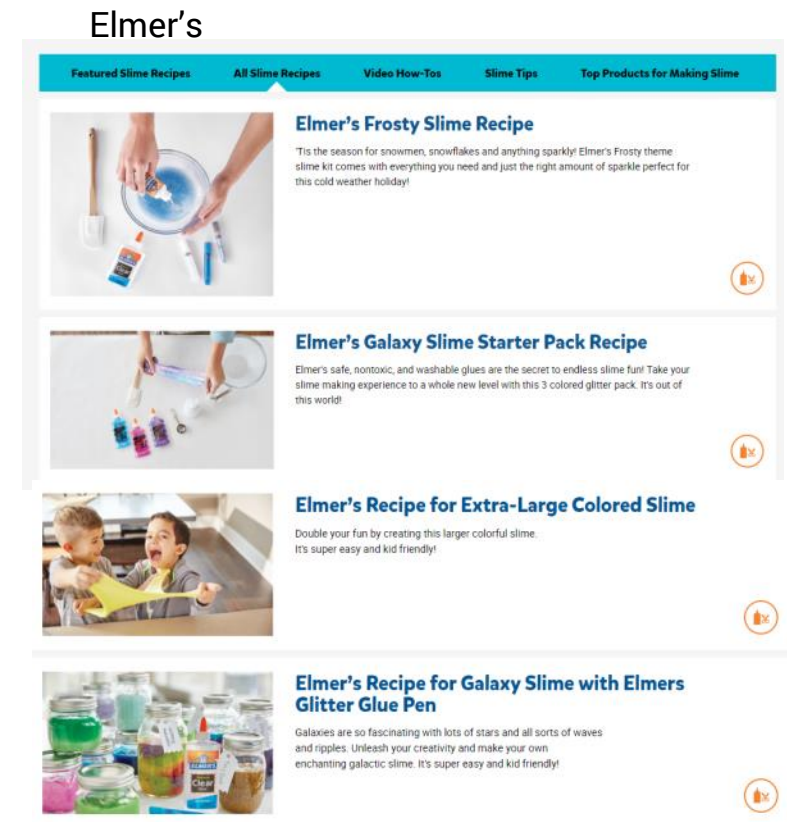 Elmer’s
Featured Slime Recipes All Slime Recipes Video How-Tos Slime Tips Top Products for Making Slime
Elmer’s Frosty Slime Recipe
'Tis the season for snowmen, snowflakes and anything sparkly! Elmer's Frosty theme
slime kit comes with everything you need and just the right amount of sparkle perfect for
this cold weather holiday!
Elmer’s Galaxy Slime Starter Pack Recipe
Elmer's safe, nontoxic, and washable glues are the secret to endless slime fun! Take your
slime making experience to a whole new level with this 3 colored glitter pack. It's out of
this world!
Elmer’s Recipe for Extra-Large Colored Slime
Double your fun by creating this larger colorful slime.
It's super easy and kid friendly!
Elmer’s Recipe for Galaxy Slime with Elmers
Glitter Glue Pen
Galaxies are so fascinating with lots of stars and all sorts of waves
and ripples. Unleash your creativity and make your own
enchanting galactic slime. It's super easy and kid friendly!
ELMER'S
Clear